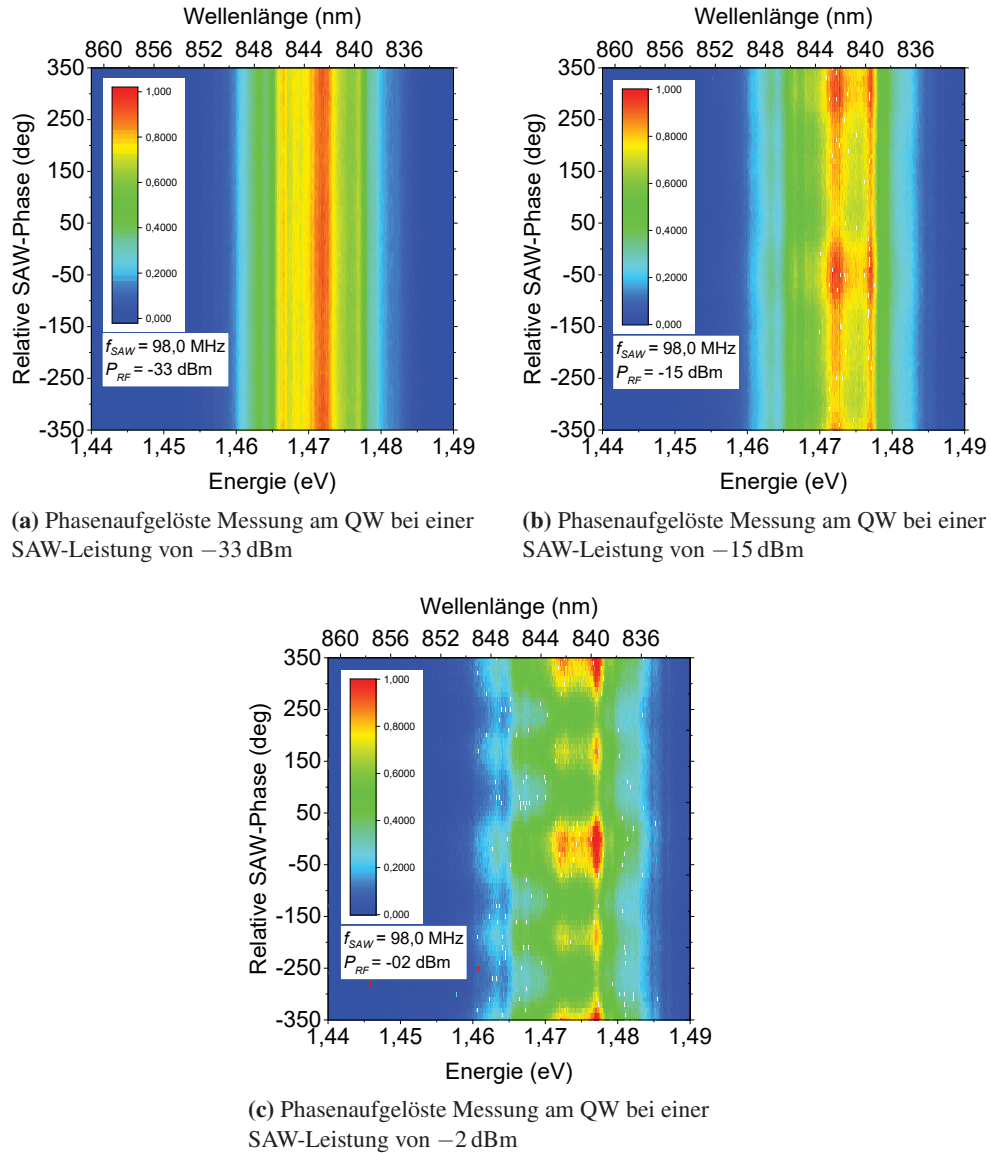 Wellenlänge (nm)
860 856 852 848 844 840 836
350
250
150
50
-50
-150
-250
-350
Relative SAW-Phase (deg)
1,000
0,8000
0,6000
0,4000
0,2000
0,000
fSAW = 98,0 MHz
PRF = -33 dBm
1,44 1,45 1,46 1,47 1,48 1,49
Energie (eV)
(a) Phasenaufgelöste Messung am QW bei einer
SAW-Leistung von −33 dBm
Wellenlänge (nm)
860 856 852 848 844 840 836
350
250
150
50
-50
-150
-250
-350
Relative SAW-Phase (deg)
1,000
0,8000
0,6000
0,4000
0,2000
0,000
fSAW = 98,0 MHz
PRF = -15 dBm
1,44 1,45 1,46 1,47 1,48 1,49
Energie (eV)
(b) Phasenaufgelöste Messung am QW bei einer
SAW-Leistung von −15 dBm
Wellenlänge (nm)
860 856 852 848 844 840 836
350
250
150
50
-50
-150
-250
-350
Relative SAW-Phase (deg)
1,000
0,8000
0,6000
0,4000
0,2000
0,000
fSAW = 98,0 MHz
PRF = -02 dBm
1,44 1,45 1,46 1,47 1,48 1,49
Energie (eV)
(c) Phasenaufgelöste Messung am QW bei einer
SAW-Leistung von −2 dBm